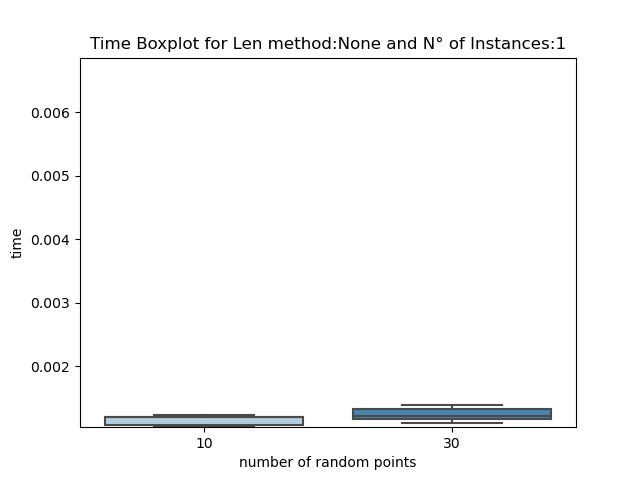 Time Boxplot for Len method:None and N° of Instances:1
0.006
0.005
0.004
0.003
0.002
time
10
30
number of random points